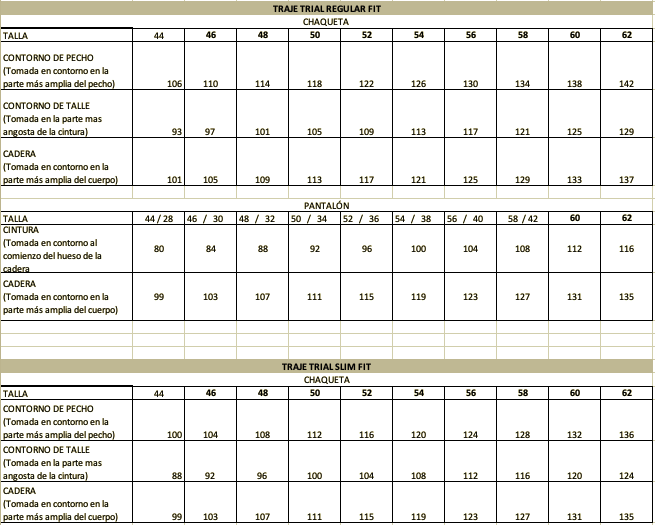 TRAJE TRIAL REGULAR FIT
CHAQUETA
TALLA 44 46 48 50 52 54 56 58 60 62
CONTORNO DE PECHO
(Tomada en contorno en la
parte más amplia del pecho) 106 110 114 118 122 126 130 134 138 142
CONTORNO DE TALLE
(Tomada en la parte mas
angosta de la cintura) 93 97 101 105 109 113 117 121 125 129
CADERA
(Tomada en contorno en la
parte más amplia del cuerpo) 101 105 109 113 117 121 125 129 133 137
PANTALÓN
TALLA 44 / 28 46 / 30 48 / 32 50 / 34 52 / 36 54 / 38 56 / 40 58 / 42 60 62
CINTURA
(Tomada en contorno al
comienzo del hueso de la
cadera 80 84 88 92 96 100 104 108 112 116
CADERA
(Tomada en contorno en la
parte más amplia del cuerpo) 99 103 107 111 115 119 123 127 131 135
TRAJE TRIAL SLIM FIT
CHAQUETA
TALLA 44 46 48 50 52 54 56 58 60 62
CONTORNO DE PECHO
(Tomada en contorno en la
parte más amplia del pecho) 100 104 108 112 116 120 124 128 132 136
CONTORNO DE TALLE
(Tomada en la parte mas
angosta de la cintura) 88 92 96 100 104 108 112 116 120 124
CADERA
(Tomada en contorno en la
parte más amplia del cuerpo) 99 103 107 111 115 119 123 127 131 135